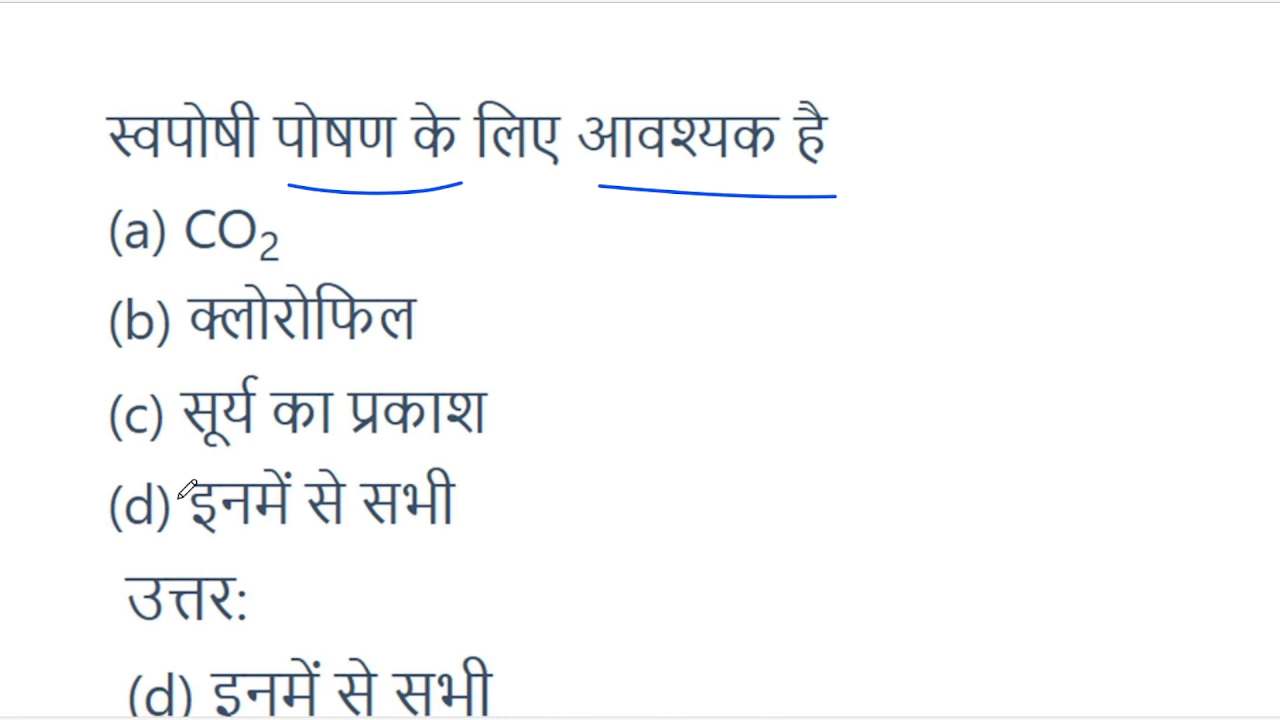 स्वपोषी पोषण के लिए आवश्यक है
(a) CO₂
(b) क्लोरोफिल
(c) सूर्य का प्रकाश
(d) इनमें से सभी
उत्तर:
(d) इनमें से सभी